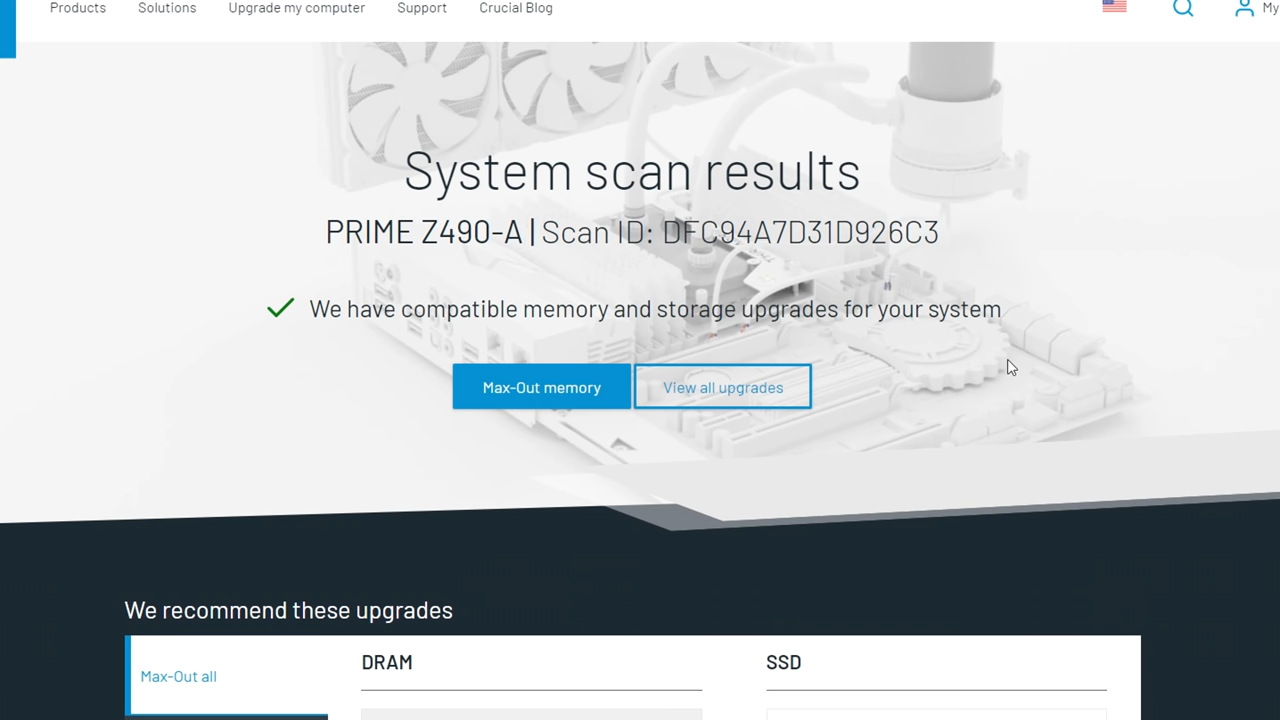 Products Solutions Upgrade my computer Support Crucial Blog My
System scan results
PRIME Z490-A | Scan ID: DFC94A7D31D926C3
We have compatible memory and storage upgrades for your system
Max-Out memory View all upgrades
We recommend these upgrades
Max-Out all
DRAM
SSD